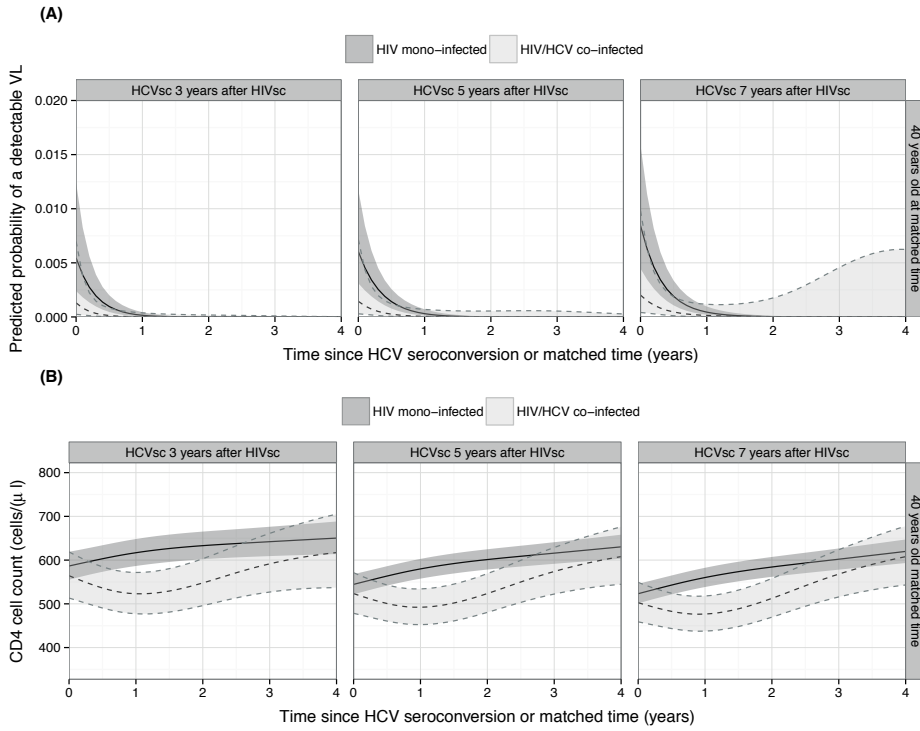 (A)
HIV mono−infected HIV/HCV co−infected
HCVsc 3 years after HIVsc HCVsc 5 years after HIVsc HCVsc 7 years after HIVsc
Predicted probability of a detectable VL
0.020
0.015
0.010
0.005
0.000
40 years old at matched time
0 1 2 3 4 0 1 2 3 4 0 1 2 3 4
Time since HCV seroconversion or matched time (years)
(B)
HIV mono−infected HIV/HCV co−infected
HCVsc 3 years after HIVsc HCVsc 5 years after HIVsc HCVsc 7 years after HIVsc
CD4 cell count (cells/(μ l)
800
700
600
500
400
40 years old matched time
0 1 2 3 4 0 1 2 3 4 0 1 2 3 4
Time since HCV seroconversion or matched time (years)